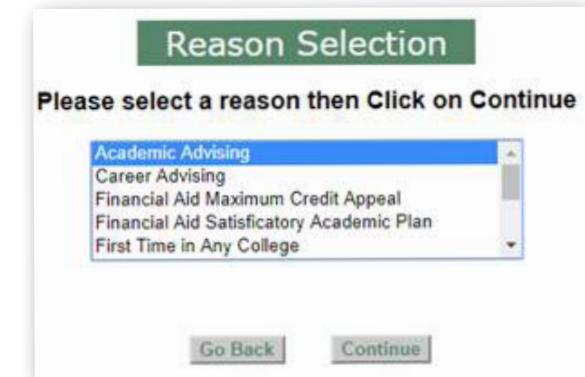 Reason Selection
Please select a reason then Click on Continue
Academic Advising
Career Advising
Financial Aid Maximum Credit Appeal
Financial Aid Satisficatory Academic Plan
First Time in Any College
Go Back Continue